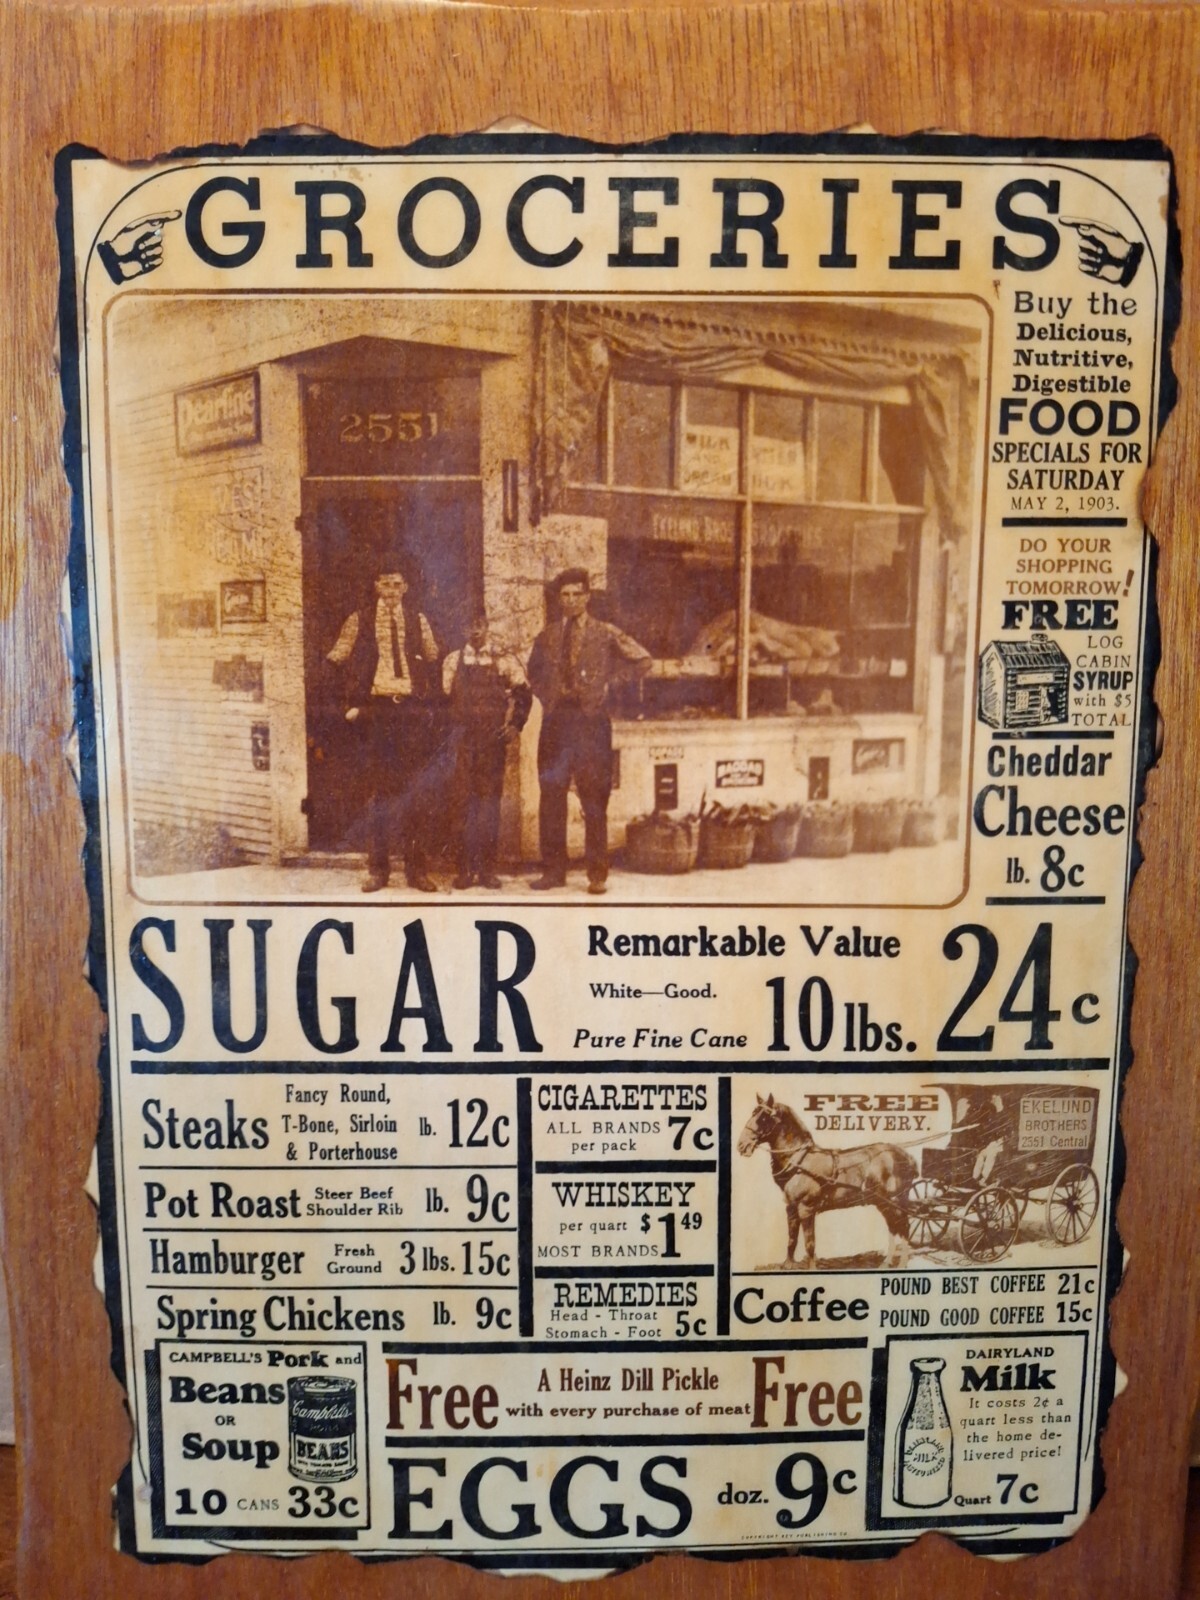 GROCERIES
Buy the
Delicious,
Nutritive,
Digestible
FOOD
SPECIALS FOR
SATURDAY
MAY 2, 1903.
DO YOUR
SHOPPING
TOMORROW!
FREE
LOG
CABIN
SYRUP
with $5
TOTAL
Cheddar
Cheese
lb. 8c
Pearline
2551
MILK
AND
CREAM
SUGAR
Remarkable Value
White—Good.
Pure Fine Cane
10 lbs. 24c
Steaks
Fancy Round,
T-Bone, Sirloin
& Porterhouse
lb. 12c
Pot Roast
Steer Beef
Shoulder Rib
lb. 9c
Hamburger
Fresh
Ground
3 lbs. 15c
Spring Chickens lb. 9c
CIGARETTES
ALL BRANDS
per pack
7c
WHISKEY
per quart
MOST BRANDS
$1 49
REMEDIES
Head - Throat
Stomach - Foot
5c
FREE
DELIVERY.
EKELUND
BROTHERS
2551 Central
Coffee
POUND BEST COFFEE 21c
POUND GOOD COFFEE 15c
CAMPBELL'S Pork and
Beans
OR
Soup
Campbell's
BEANS
10 CANS 33c
Free
A Heinz Dill Pickle
with every purchase of meat
Free
EGGS doz. 9c
DAIRYLAND
Milk
It costs 2¢ a
quart less than
the home de-
livered price!
Quart 7c
MILK